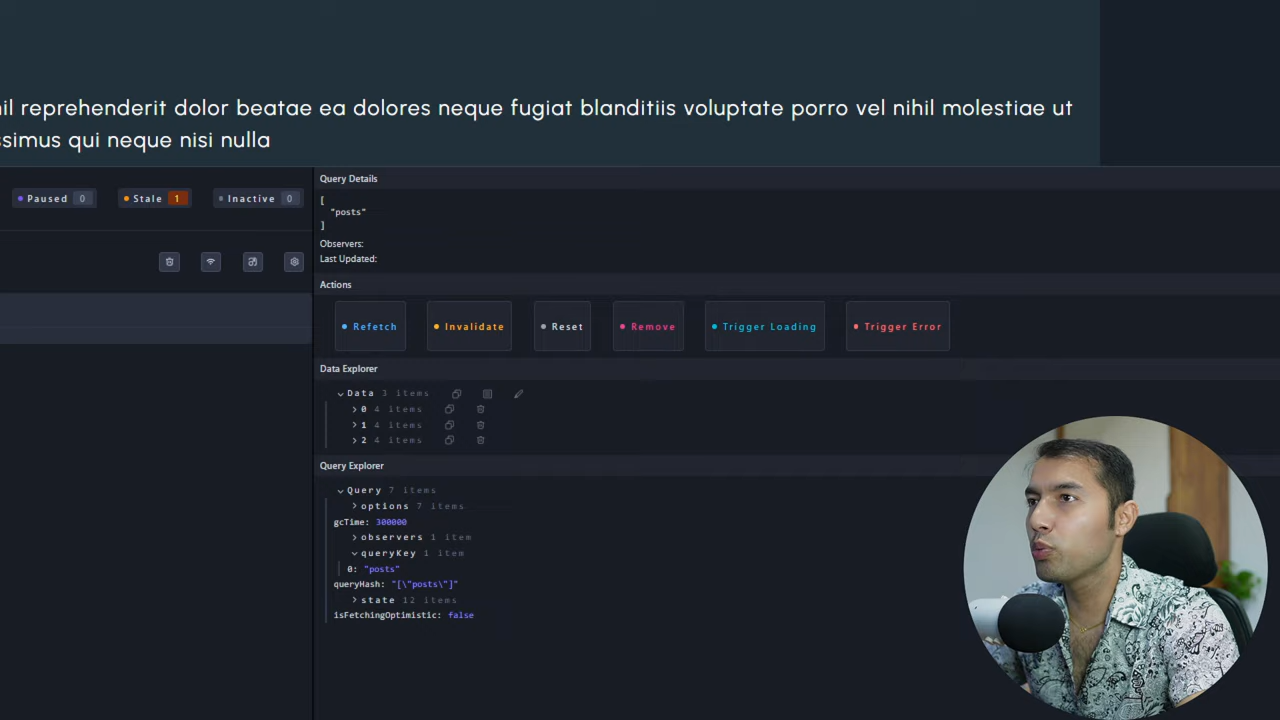 nil reprehenderit dolor beatae ea dolores neque fugiat blanditiis voluptate porro vel nihil molestiae ut
ssimus qui neque nisi nulla
Paused 0
Stale 1
Inactive 0
Query Details
[
"posts"
]
Observers:
Last Updated:
Actions
Refetch
Invalidate
Reset
Remove
Trigger Loading
Trigger Error
Data Explorer
Data 3 items
0 4 items
1 4 items
2 4 items
Query Explorer
Query 7 items
options 7 items
gcTime: 300000
observers 1 item
queryKey 1 item
0: "posts"
queryHash: "[\"posts\"]"
state 12 items
isFetchingOptimistic: false